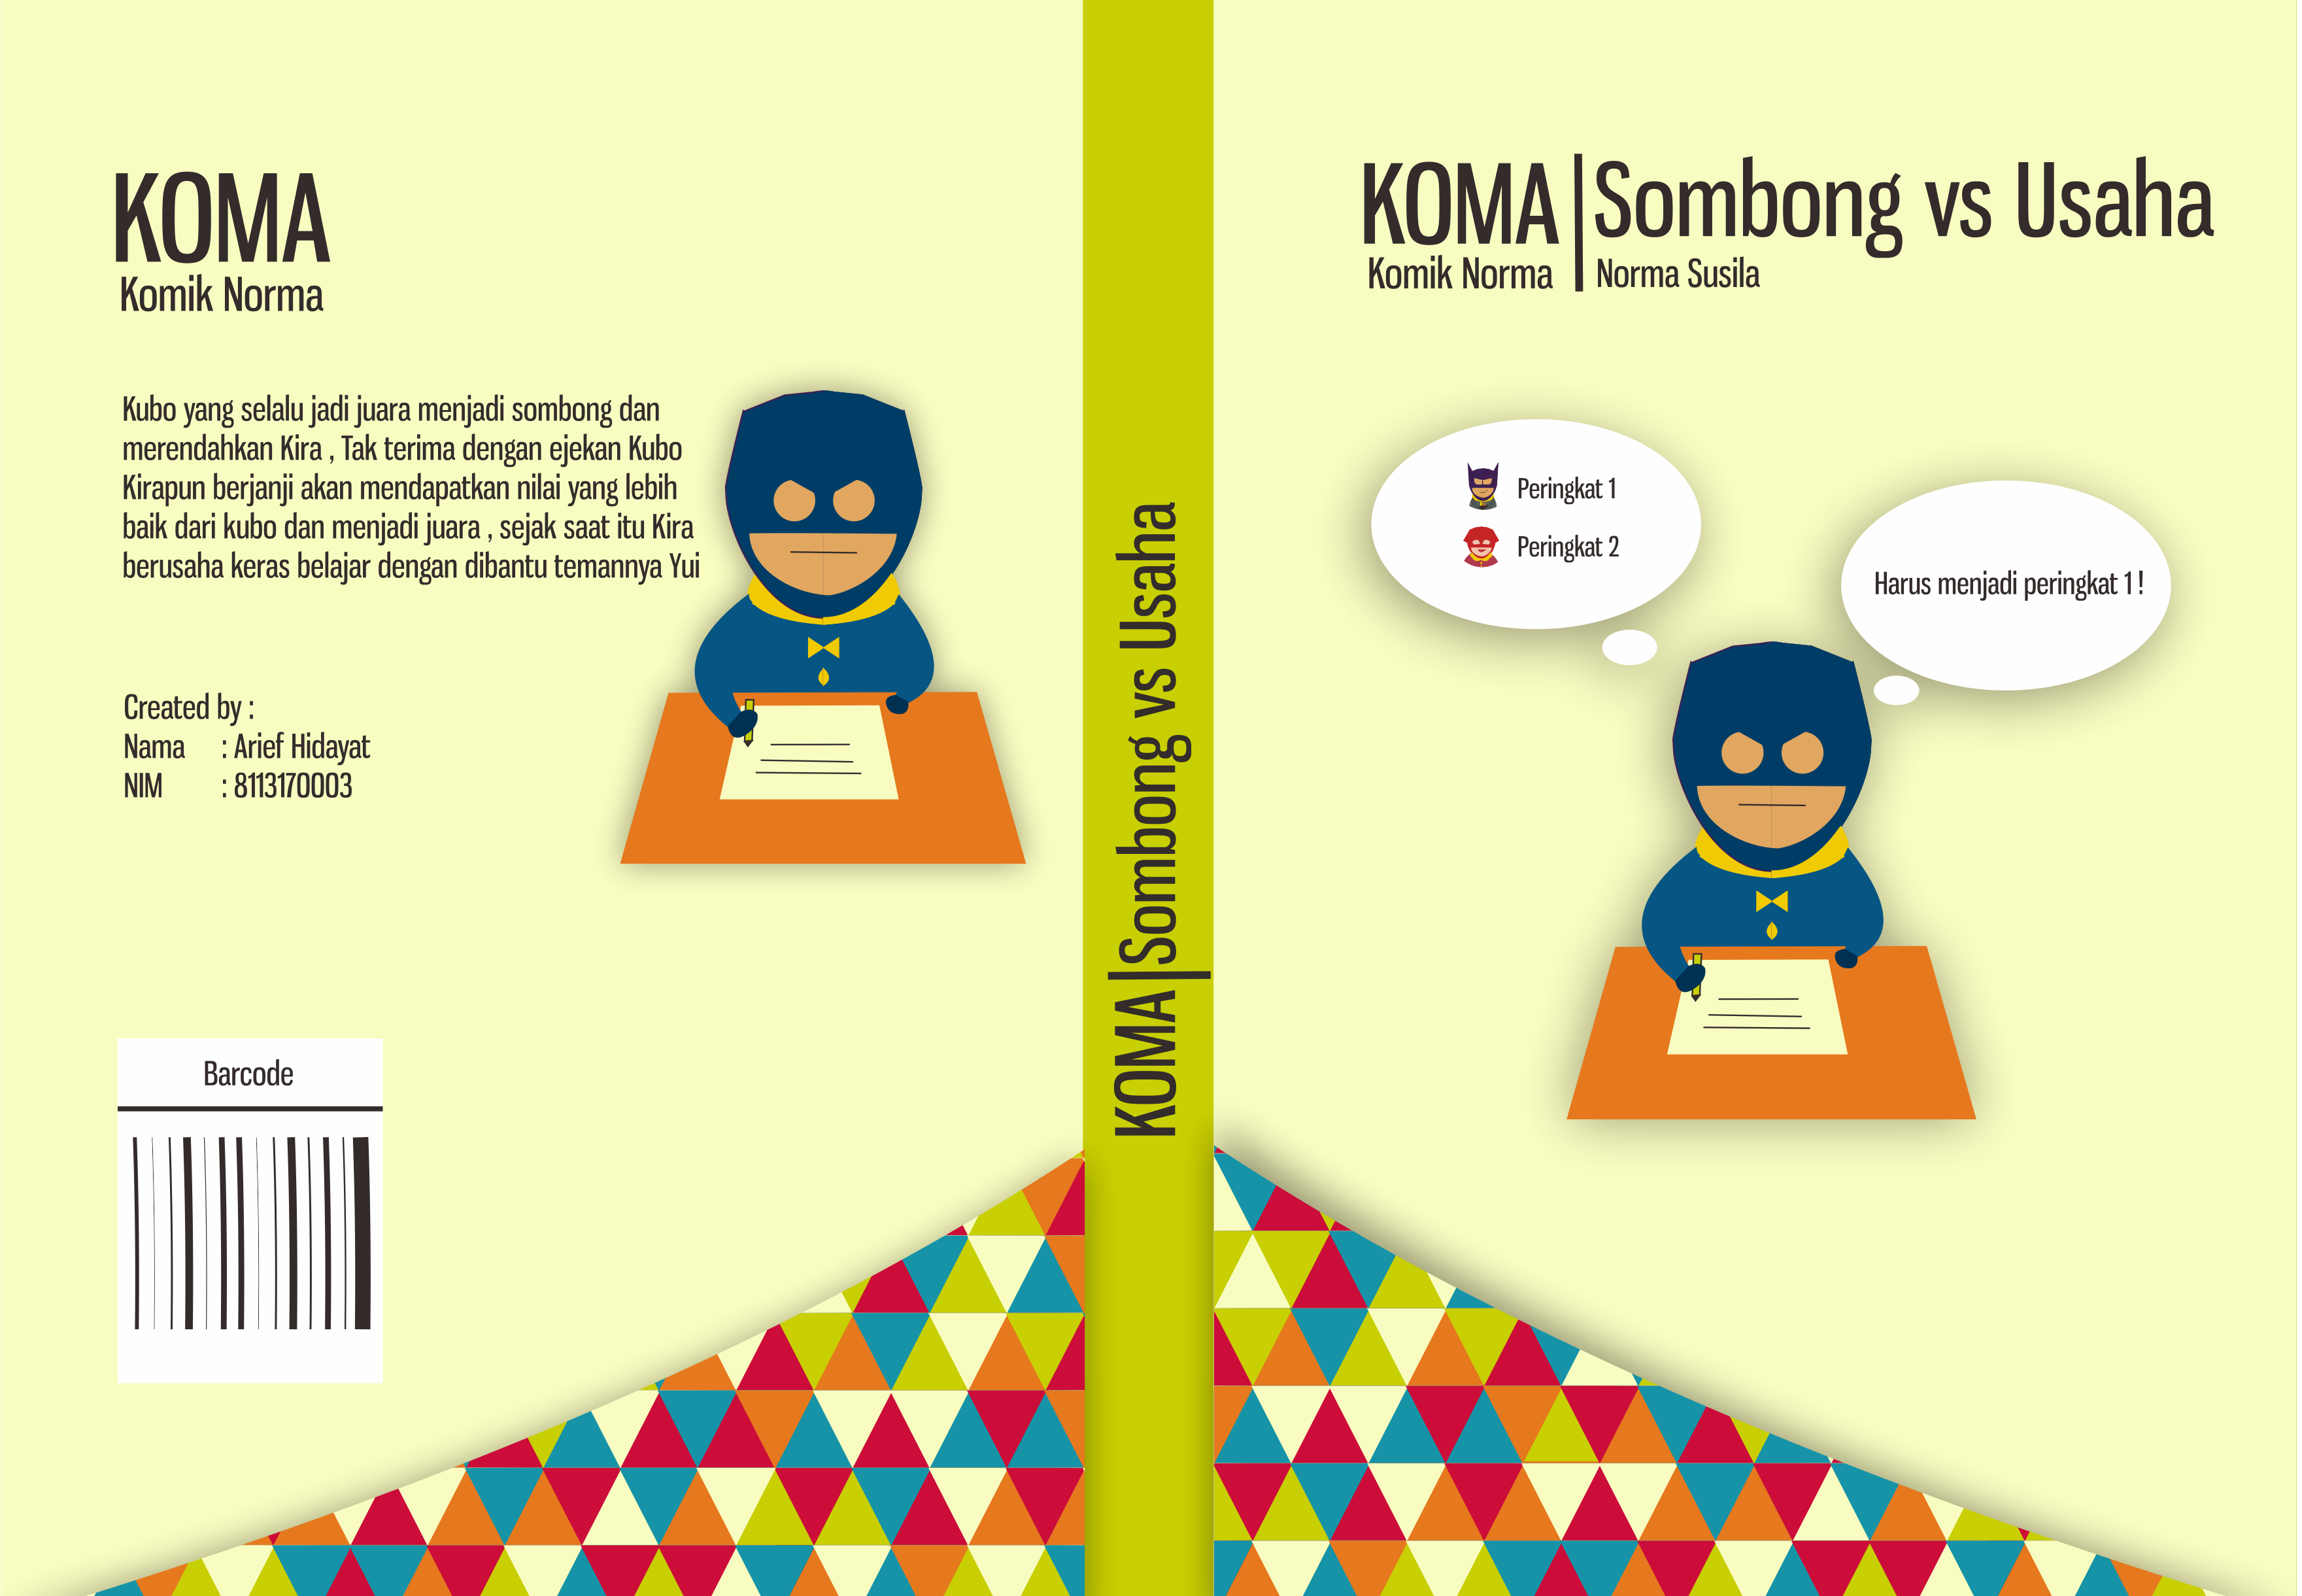 KOMA
Komik Norma
Kubo yang selalu jadi juara menjadi sombong dan
merendahkan Kira , Tak terima dengan ejekan Kubo
Kirapun berjanji akan mendapatkan nilai yang lebih
baik dari kubo dan menjadi juara , sejak saat itu Kira
berusaha keras belajar dengan dibantu temannya Yui
Created by :
Nama : Arief Hidayat
NIM : 8113170003
Barcode
KOMA|Sombong vs Usaha
KOMA|Sombong vs Usaha
Komik Norma|Norma Susila
Peringkat 1
Peringkat 2
Harus menjadi peringkat 1 !